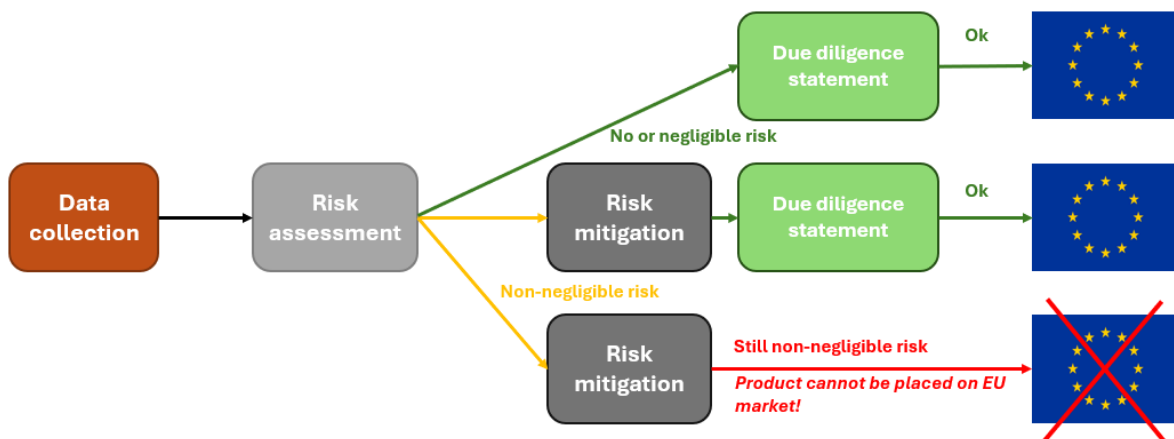 Due diligence
statement
Ok
No or negligible risk
Data
collection
Risk
assessment
Risk
mitigation
Due diligence
statement
Ok
Non-negligible risk
Risk
mitigation
Still non-negligible risk
Product cannot be placed on EU
market!